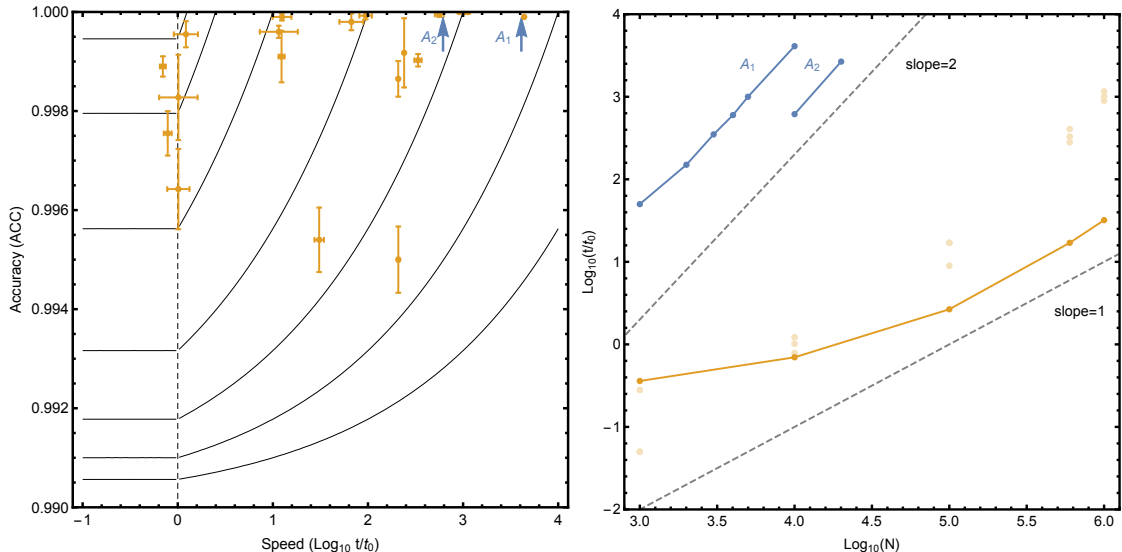 1.000
0.998
0.996
0.994
0.992
0.990
Accuracy (ACC)
A2
A1
−1
0
1
2
3
4
Speed (Log10 t/t0)
4
3
2
1
0
−1
−2
Log10(t/t0)
A1
A2
slope=2
slope=1
3.0
3.5
4.0
4.5
5.0
5.5
6.0
Log10(N)